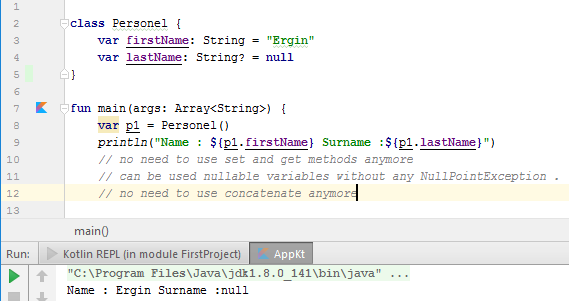 1
2 class Personel {
3 var firstName: String = "Ergin"
4 var lastName: String? = null
5 }
6
7 fun main(args: Array<String>) {
8 var p1 = Personel()
9 println("Name : ${p1.firstName} Surname :${p1.lastName}")
10 // no need to use set and get methods anymore
11 // can be used nullable variables without any NullPointException .
12 // no need to use concatenate anymore
13
main()
Run: Kotlin REPL (in module FirstProject) AppKt
"C:\Program Files\Java\jdk1.8.0_141\bin\java" ...
Name : Ergin Surname :null